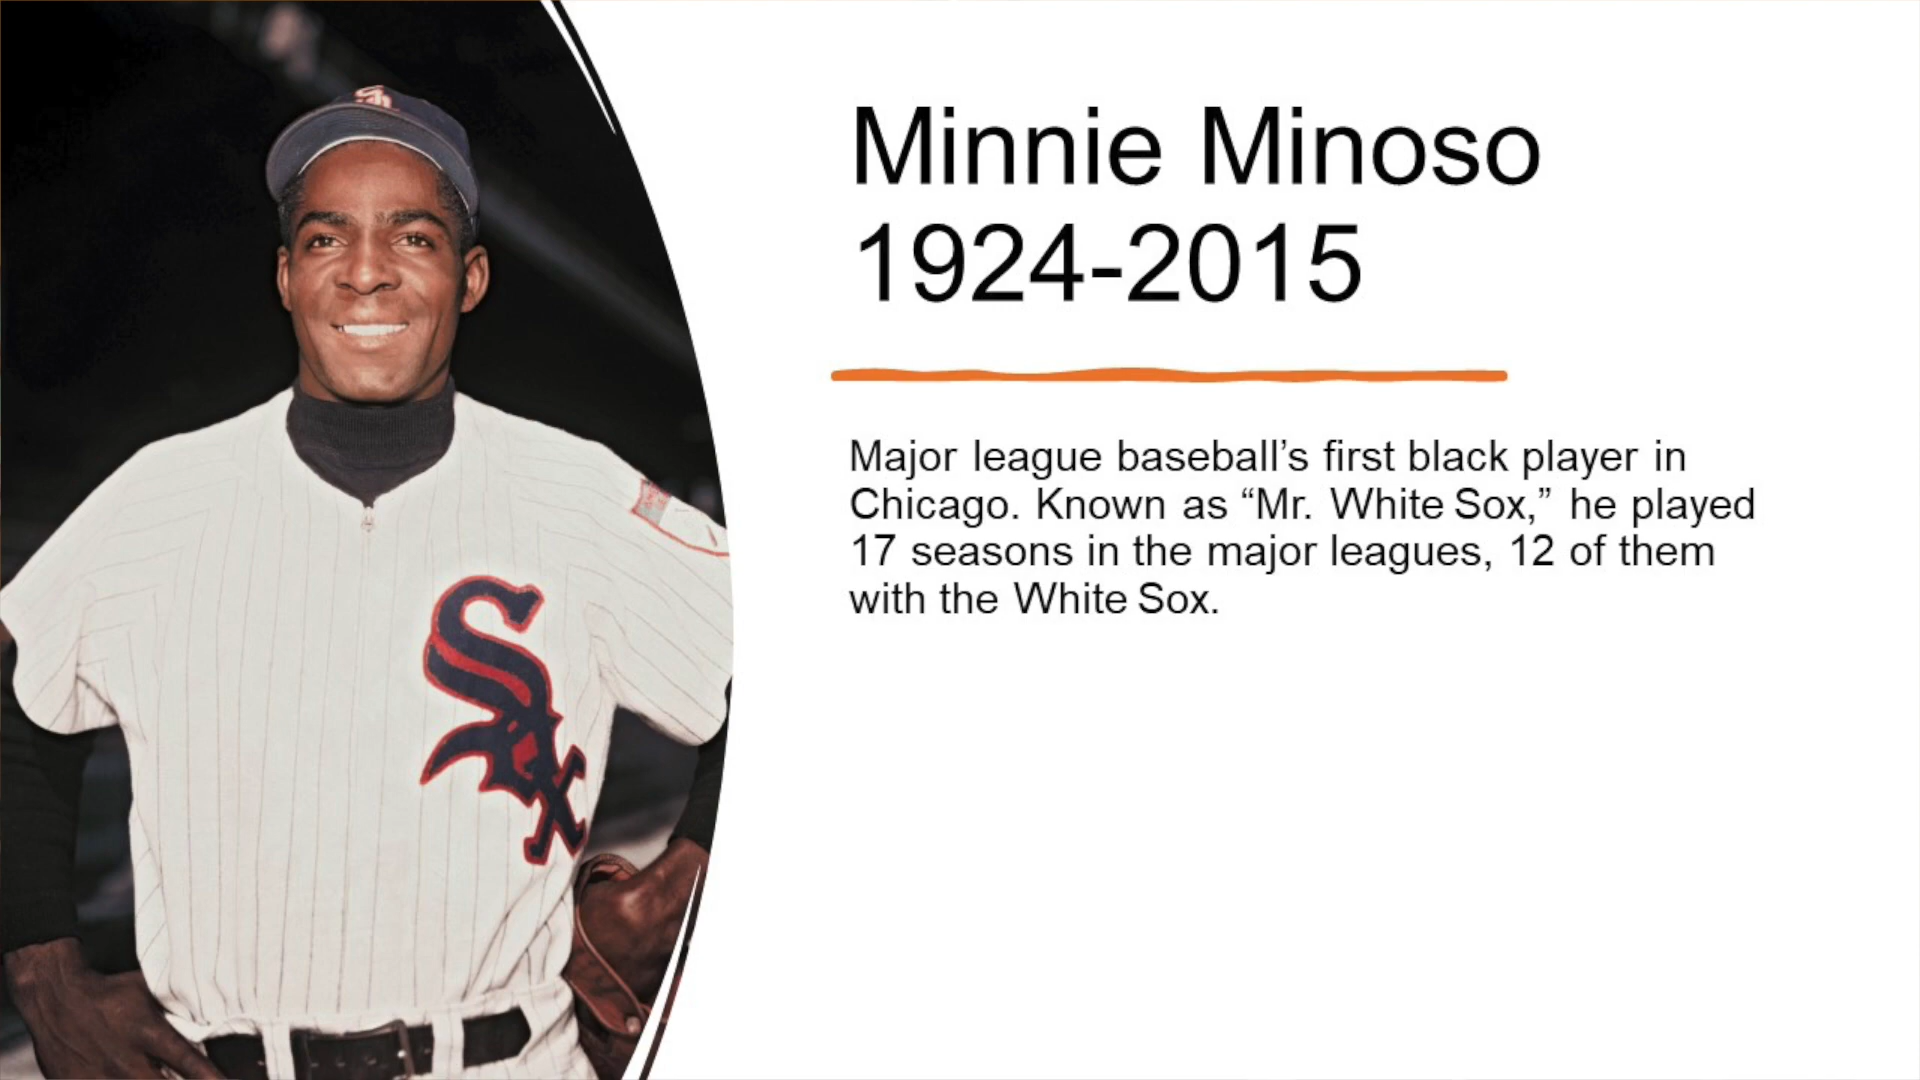 Minnie Minoso
1924-2015
Major league baseball’s first black player in
Chicago. Known as “Mr. White Sox,” he played
17 seasons in the major leagues, 12 of them
with the White Sox.
Sox